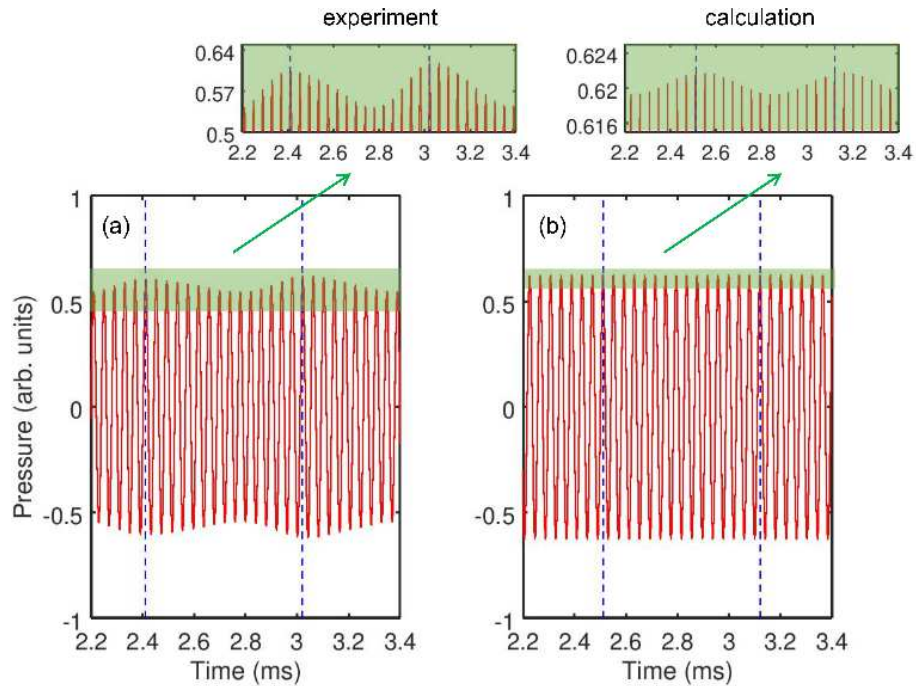 experiment
calculation
0.64
0.57
0.5
2.2 2.4 2.6 2.8 3 3.2 3.4
0.624
0.62
0.616
2.2 2.4 2.6 2.8 3 3.2 3.4
(a)
(b)
Pressure (arb. units)
1
0.5
0
-0.5
-1
2.2 2.4 2.6 2.8 3 3.2 3.4
Time (ms)
1
0.5
0
-0.5
-1
2.2 2.4 2.6 2.8 3 3.2 3.4
Time (ms)